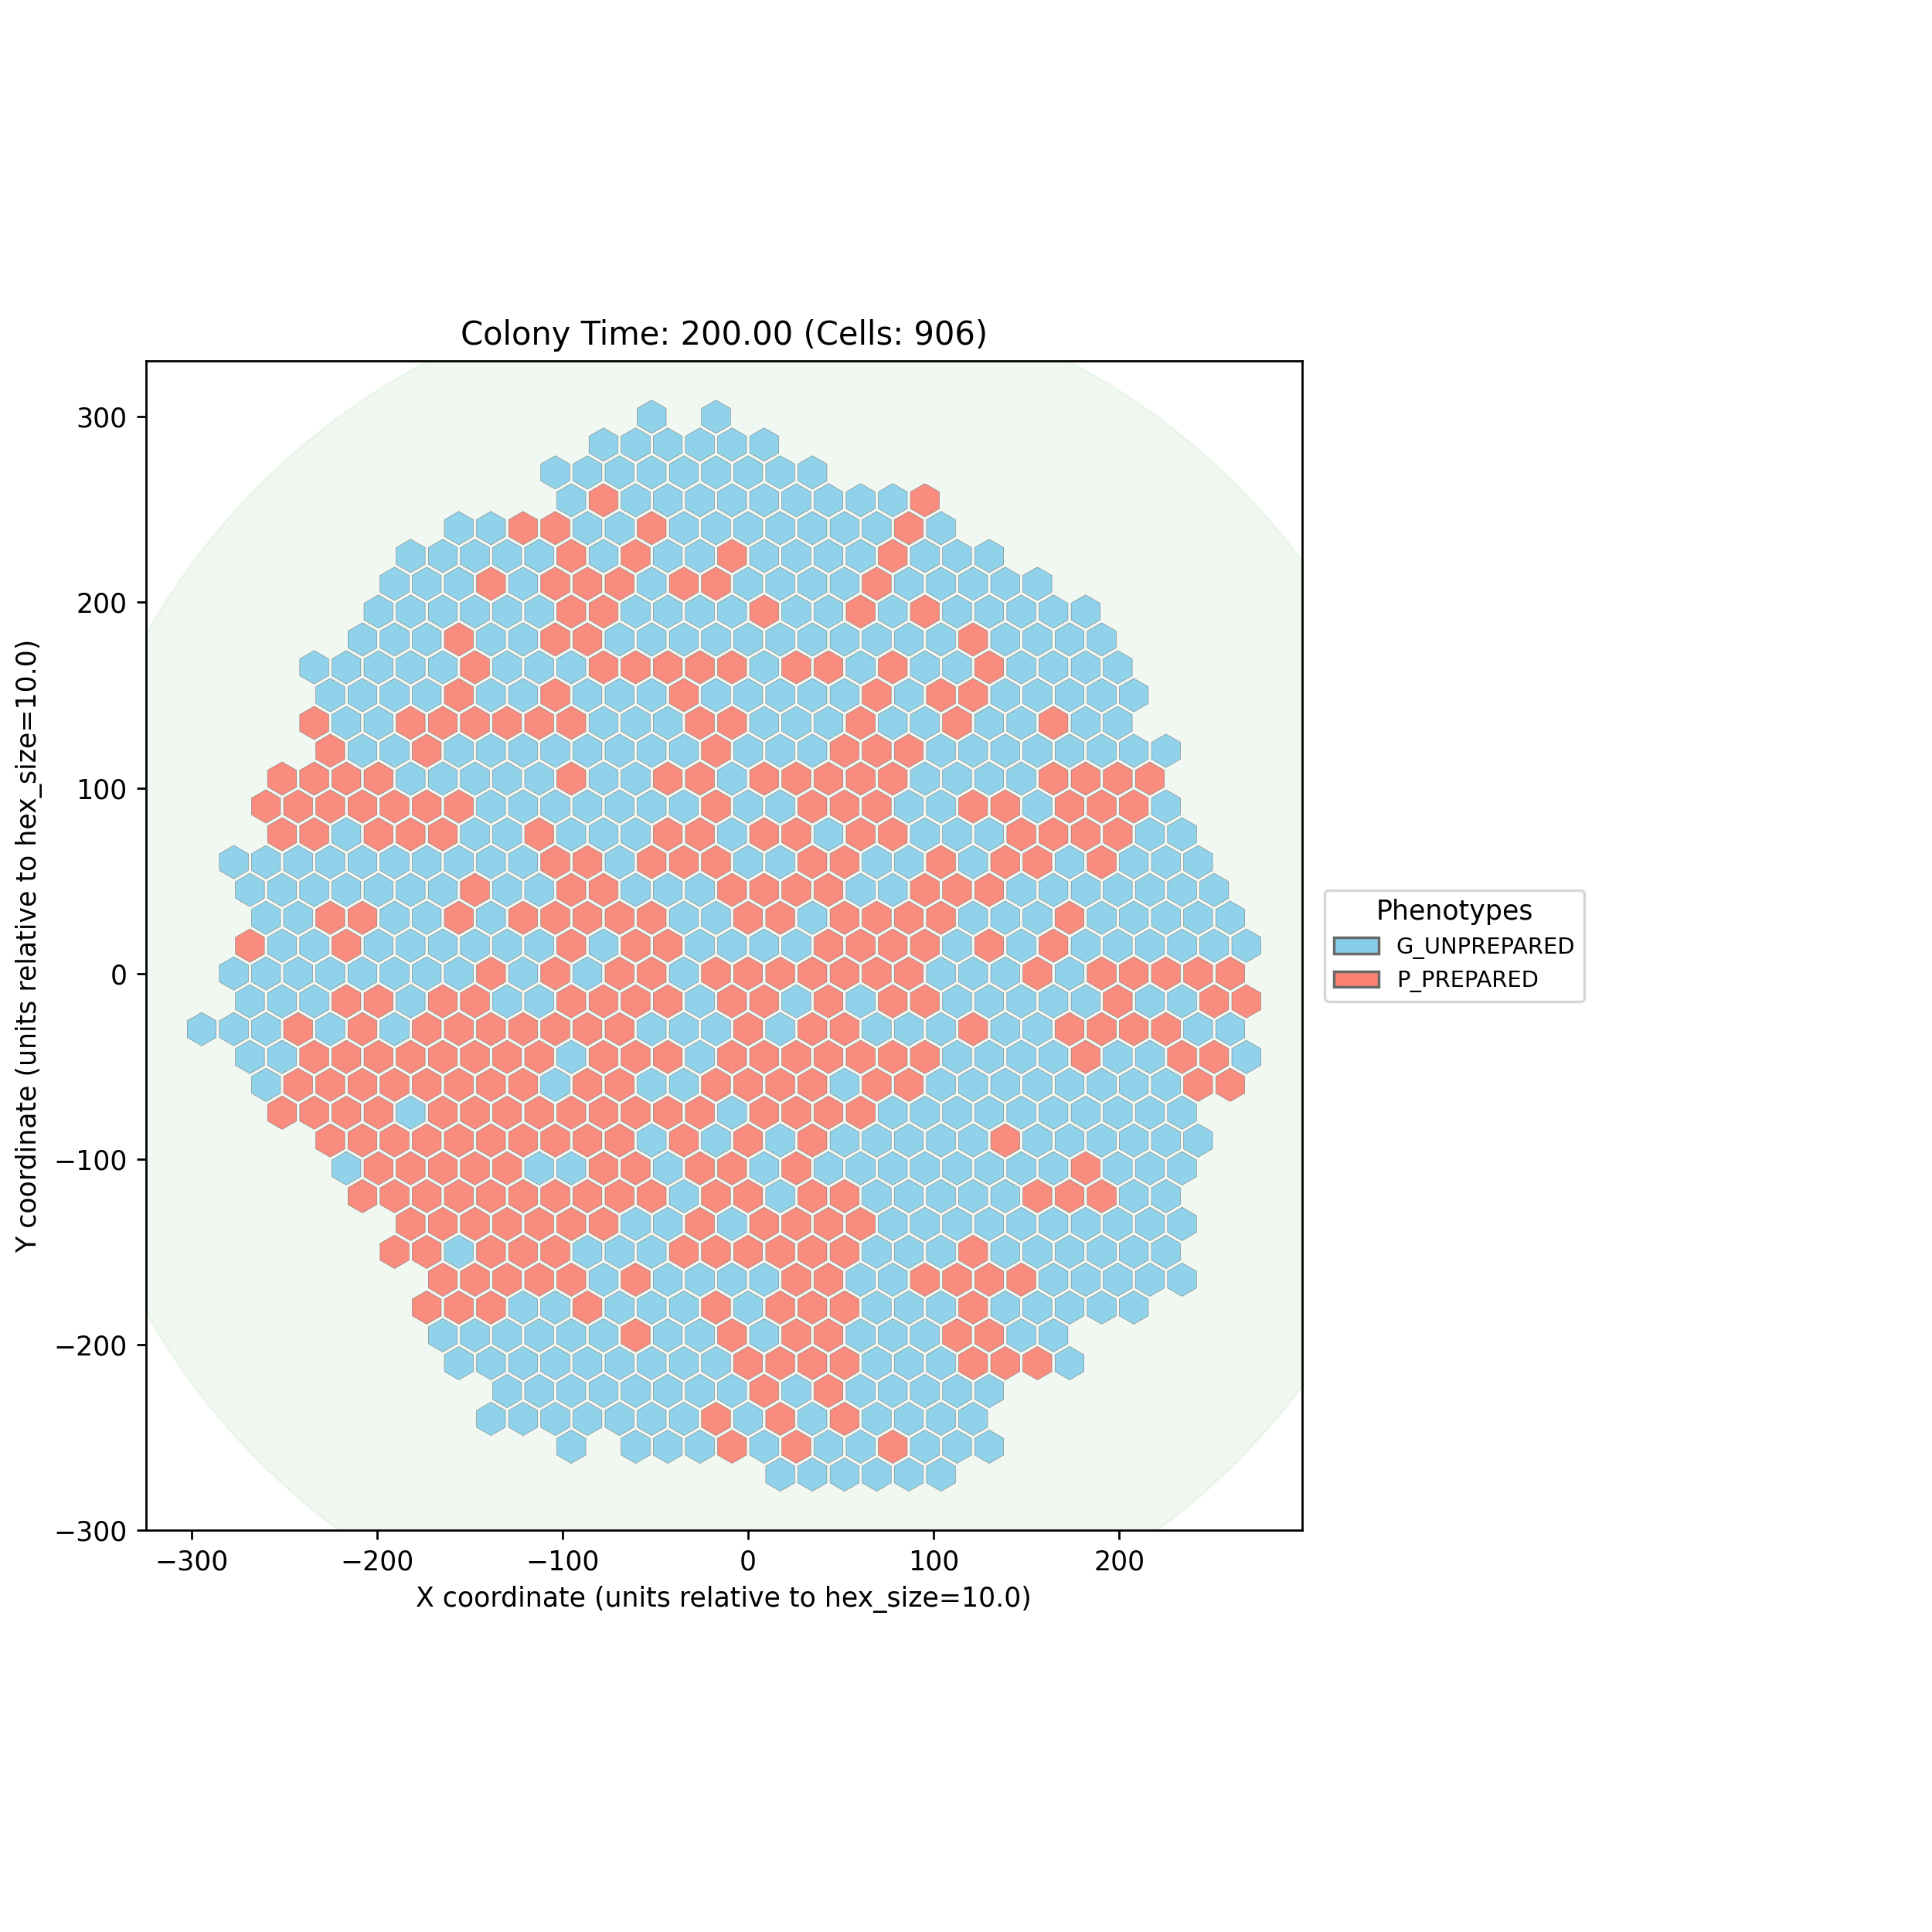 Colony Time: 200.00 (Cells: 906)
300
200
100
0
−100
−200
−300
Y coordinate (units relative to hex_size=10.0)
−300
−200
−100
0
100
200
X coordinate (units relative to hex_size=10.0)
Phenotypes
G_UNPREPARED
P_PREPARED